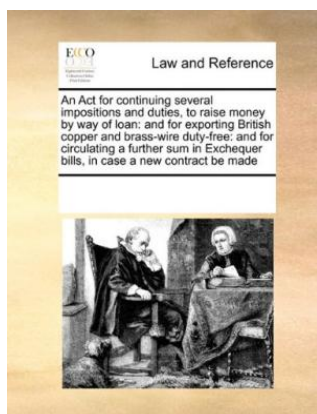 ECCO
Law and Reference
An Act for continuing several
impositions and duties, to raise money
by way of loan: and for exporting British
copper and brass-wire duty-free: and for
circulating a further sum in Exchequer
bills, in case a new contract be made